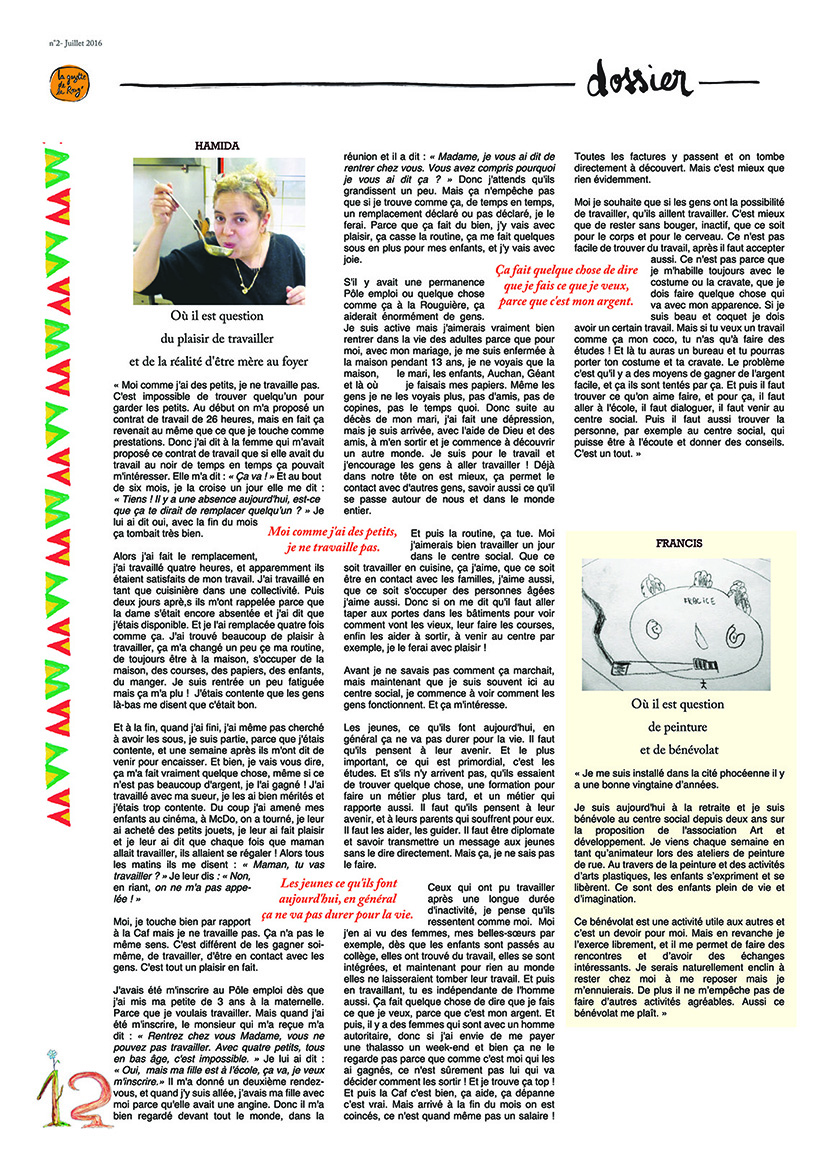 n°2- Juillet 2016
la gazette
de
la Roug'
dossier
HAMIDA
Où il est question
du plaisir de travailler
et de la réalité d'être mère au foyer
« Moi comme j'ai des petits, je ne travaille pas.
C'est impossible de trouver quelqu'un pour
garder les petits. Au début on m'a proposé un
contrat de travail de 26 heures, mais en fait ça
revenait au même que ce que je touche comme
prestations. Donc j'ai dit à la femme qui m'avait
proposé ce contrat de travail que si elle avait du
travail au noir de temps en temps ça pouvait
m'intéresser. Elle m'a dit : « Ça va ! » Et au bout
de six mois, je la croise un jour elle me dit :
« Tiens ! Il y a une absence aujourd'hui, est-ce
que ça te dirait de remplacer quelqu'un ? » Je
lui ai dit oui, avec la fin du mois
ça tombait très bien.
Moi comme j'ai des petits,
je ne travaille pas.
Alors j'ai fait le remplacement,
j'ai travaillé quatre heures, et apparemment ils
étaient satisfaits de mon travail. J'ai travaillé en
tant que cuisinière dans une collectivité. Puis
deux jours aprè,s ils m'ont rappelée parce que
la dame s'était encore absentée et j'ai dit que
j'étais disponible. Et je l'ai remplacée quatre fois
comme ça. J'ai trouvé beaucoup de plaisir à
travailler, ça m'a changé un peu çe ma routine,
de toujours être à la maison, s'occuper de la
maison, des courses, des papiers, des enfants,
du manger. Je suis rentrée un peu fatiguée
mais ça m'a plu ! J'étais contente que les gens
là-bas me disent que c'était bon.
Et à la fin, quand j'ai fini, j'ai même pas cherché
à avoir les sous, je suis partie, parce que j'étais
contente, et une semaine après ils m'ont dit de
venir pour encaisser. Et bien, je vais vous dire,
ça m'a fait vraiment quelque chose, même si ce
n'est pas beaucoup d'argent, je l'ai gagné ! J'ai
travaillé avec ma sueur, je les ai bien mérités et
j'étais trop contente. Du coup j'ai amené mes
enfants au cinéma, à McDo, on a tourné, je leur
ai acheté des petits jouets, je leur ai fait plaisir
et je leur ai dit que chaque fois que maman
allait travailler, ils allaient se régaler ! Alors tous
les matins ils me disent : « Maman, tu vas
travailler ? » Je leur dis : « Non,
en riant, on ne m'a pas appe-
lée ! »
Les jeunes ce qu'ils font
aujourd'hui, en général
ça ne va pas durer pour la vie.
Moi, je touche bien par rapport
à la Caf mais je ne travaille pas. Ça n'a pas le
même sens. C'est différent de les gagner soi-
même, de travailler, d'être en contact avec les
gens. C'est tout un plaisir en fait.
J'avais été m'inscrire au Pôle emploi dès que
j'ai mis ma petite de 3 ans à la maternelle.
Parce que je voulais travailler. Mais quand j'ai
été m'inscrire, le monsieur qui m'a reçue m'a
dit : « Rentrez chez vous Madame, vous ne
pouvez pas travailler. Avec quatre petits, tous
en bas âge, c'est impossible. » Je lui ai dit :
« Oui, mais ma fille est à l'école, ça va, je veux
m'inscrire.» Il m'a donné un deuxième rendez-
vous, et quand j'y suis allée, j'avais ma fille avec
moi parce qu'elle avait une angine. Donc il m'a
bien regardé devant tout le monde, dans la
réunion et il a dit : « Madame, je vous ai dit de
rentrer chez vous. Vous avez compris pourquoi
je vous ai dit ça ? » Donc j'attends qu'ils
grandissent un peu. Mais ça n'empêche pas
que si je trouve comme ça, de temps en temps,
un remplacement déclaré ou pas déclaré, je le
ferai. Parce que ça fait du bien, j'y vais avec
plaisir, ça casse la routine, ça me fait quelques
sous en plus pour mes enfants, et j'y vais avec
joie.
Ça fait quelque chose de dire
que je fais ce que je veux,
parce que c'est mon argent.
S'il y avait une permanence
Pôle emploi ou quelque chose
comme ça à la Rouguière, ça
aiderait énormément de gens.
Je suis active mais j'aimerais vraiment bien
rentrer dans la vie des adultes parce que pour
moi, avec mon mariage, je me suis enfermée à
la maison pendant 13 ans, je ne voyais que la
maison, le mari, les enfants, Auchan, Géant
et là où je faisais mes papiers. Même les
gens je ne les voyais plus, pas d'amis, pas de
copines, pas le temps quoi. Donc suite au
décès de mon mari, j'ai fait une dépression,
mais je suis arrivée, avec l'aide de Dieu et des
amis, à m'en sortir et je commence à découvrir
un autre monde. Je suis pour le travail et
j'encourage les gens à aller travailler ! Déjà
dans notre tête on est mieux, ça permet le
contact avec d'autres gens, savoir aussi ce qu'il
se passe autour de nous et dans le monde
entier.
Et puis la routine, ça tue. Moi
j'aimerais bien travailler un jour
dans le centre social. Que ce
soit travailler en cuisine, ça j'aime, que ce soit
être en contact avec les familles, j'aime aussi,
que ce soit s'occuper des personnes âgées
j'aime aussi. Donc si on me dit qu'il faut aller
taper aux portes dans les bâtiments pour voir
comment vont les vieux, leur faire les courses,
enfin les aider à sortir, à venir au centre par
exemple, je le ferai avec plaisir !
Avant je ne savais pas comment ça marchait,
mais maintenant que je suis souvent ici au
centre social, je commence à voir comment les
gens fonctionnent. Et ça m'intéresse.
Les jeunes, ce qu'ils font aujourd'hui, en
général ça ne va pas durer pour la vie. Il faut
qu'ils pensent à leur avenir. Et le plus
important, ce qui est primordial, c'est les
études. Et s'ils n'y arrivent pas, qu'ils essaient
de trouver quelque chose, une formation pour
faire un métier plus tard, et un métier qui
rapporte aussi. Il faut qu'ils pensent à leur
avenir, et à leurs parents qui souffrent pour eux.
Il faut les aider, les guider. Il faut être diplomate
et savoir transmettre un message aux jeunes
sans le dire directement. Mais ça, je ne sais pas
le faire.
Ceux qui ont pu travailler
après une longue durée
d'inactivité, je pense qu'ils
ressentent comme moi. Moi
j'en ai vu des femmes, mes belles-sœurs par
exemple, dès que les enfants sont passés au
collège, elles ont trouvé du travail, elles se sont
intégrées, et maintenant pour rien au monde
elles ne laisseraient tomber leur travail. Et puis
en travaillant, tu es indépendante de l'homme
aussi. Ça fait quelque chose de dire que je fais
ce que je veux, parce que c'est mon argent. Et
puis, il y a des femmes qui sont avec un homme
autoritaire, donc si j'ai envie de me payer
une thalasso un week-end et bien ça ne le
regarde pas parce que comme c'est moi qui les
ai gagnés, ce n'est sûrement pas lui qui va
décider comment les sortir ! Et je trouve ça top !
Et puis la Caf c'est bien, ça aide, ça dépanne
c'est vrai. Mais arrivé à la fin du mois on est
coincés, ce n'est quand même pas un salaire !
Toutes les factures y passent et on tombe
directement à découvert. Mais c'est mieux que
rien évidemment.
Moi je souhaite que si les gens ont la possibilité
de travailler, qu'ils aillent travailler. C'est mieux
que de rester sans bouger, inactif, que ce soit
pour le corps et pour le cerveau. Ce n'est pas
facile de trouver du travail, après il faut accepter
aussi. Ce n'est pas parce que
je m'habille toujours avec le
costume ou la cravate, que je
dois faire quelque chose qui
va avec mon apparence. Si je
suis beau et coquet je dois
avoir un certain travail. Mais si tu veux un travail
comme ça mon coco, tu n'as qu'à faire des
études ! Et là tu auras un bureau et tu pourras
porter ton costume et ta cravate. Le problème
c'est qu'il y a des moyens de gagner de l'argent
facile, et ça ils sont tentés par ça. Et puis il faut
trouver ce qu'on aime faire, et pour ça, il faut
aller à l'école, il faut dialoguer, il faut venir au
centre social. Puis il faut aussi trouver la
personne, par exemple au centre social, qui
puisse être à l'écoute et donner des conseils.
C'est un tout. »
FRANCIS
Où il est question
de peinture
et de bénévolat
« Je me suis installé dans la cité phocéenne il y
a une bonne vingtaine d'années.
Je suis aujourd'hui à la retraite et je suis
bénévole au centre social depuis deux ans sur
la proposition de l'association Art et
développement. Je viens chaque semaine en
tant qu'animateur lors des ateliers de peinture
de rue. Au travers de la peinture et des activités
d'arts plastiques, les enfants s'expriment et se
libèrent. Ce sont des enfants plein de vie et
d'imagination.
Ce bénévolat est une activité utile aux autres et
c'est un devoir pour moi. Mais en revanche je
l'exerce librement, et il me permet de faire des
rencontres et d'avoir des échanges
intéressants. Je serais naturellement enclin à
rester chez moi à me reposer mais je
m'ennuierais. De plus il ne m'empêche pas de
faire d'autres activités agréables. Aussi ce
bénévolat me plaît. »
12